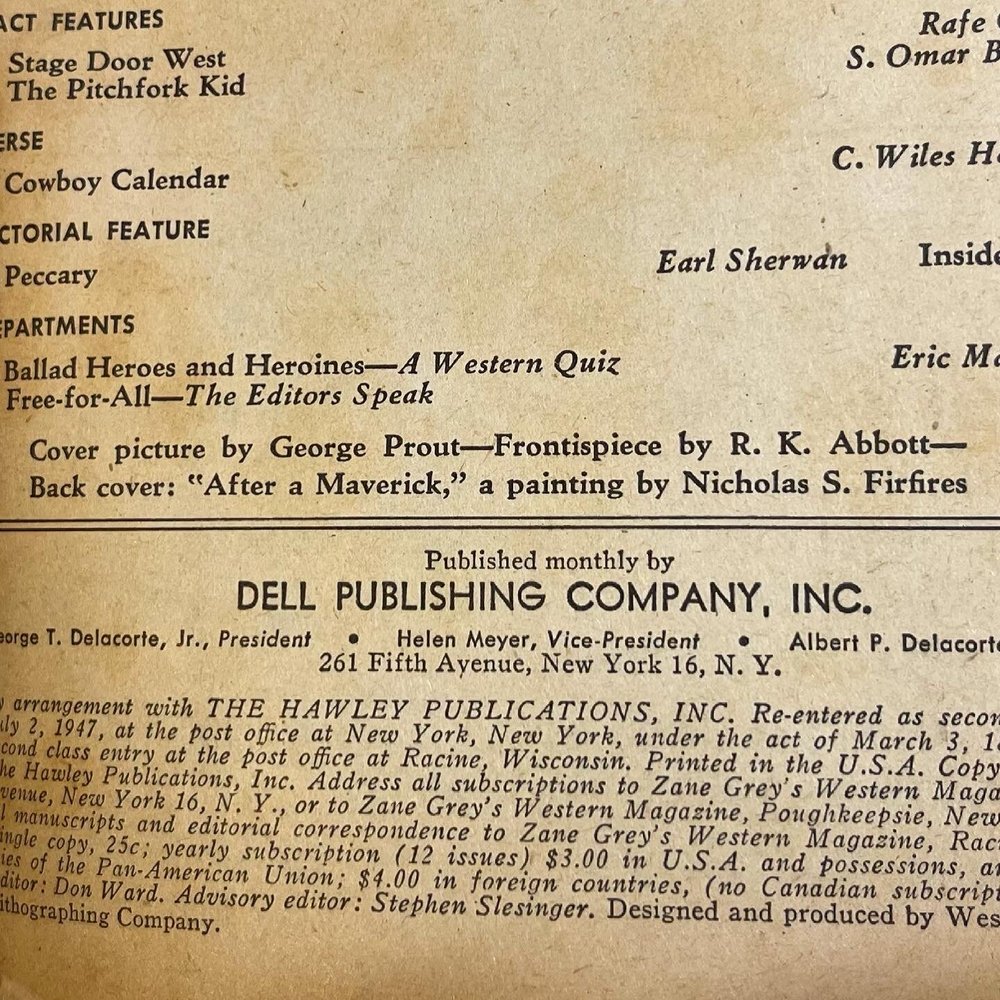 ACT FEATURES
Stage Door West Rafe
The Pitchfork Kid S. Omar B
ERSE
Cowboy Calendar C. Wiles Ha
CTORIAL FEATURE
Peccary Earl Sherwan Inside
EPARTMENTS
Ballad Heroes and Heroines—A Western Quiz Eric Ma
Free-for-All—The Editors Speak
Cover picture by George Prout—Frontispiece by R. K. Abbott—
Back cover: "After a Maverick," a painting by Nicholas S. Firfires
Published monthly by
DELL PUBLISHING COMPANY, INC.
eorge T. Delacorte, Jr., President • Helen Meyer, Vice-President • Albert P. Delacorte
261 Fifth Avenue, New York 16, N. Y.
y arrangement with THE HAWLEY PUBLICATIONS, INC. Re-entered as secon
uly 2, 1947, at the post office at New York, New York, under the act of March 3, 18
cond class entry at the post office at Racine, Wisconsin. Printed in the U.S.A. Copy
he Hawley Publications, Inc. Address all subscriptions to Zane Grey's Western Maga
venue, New York 16, N. Y., or to Zane Grey's Western Magazine, Poughkeepsie, New
l manuscripts and editorial correspondence to Zane Grey's Western Magazine, Raci
ingle copy, 25c; yearly subscription (12 issues) $3.00 in U.S.A. and possessions, an
ies of the Pan-American Union; $4.00 in foreign countries, (no Canadian subscript
ditor: Don Ward. Advisory editor: Stephen Slesinger. Designed and produced by Wes
ithographing Company.